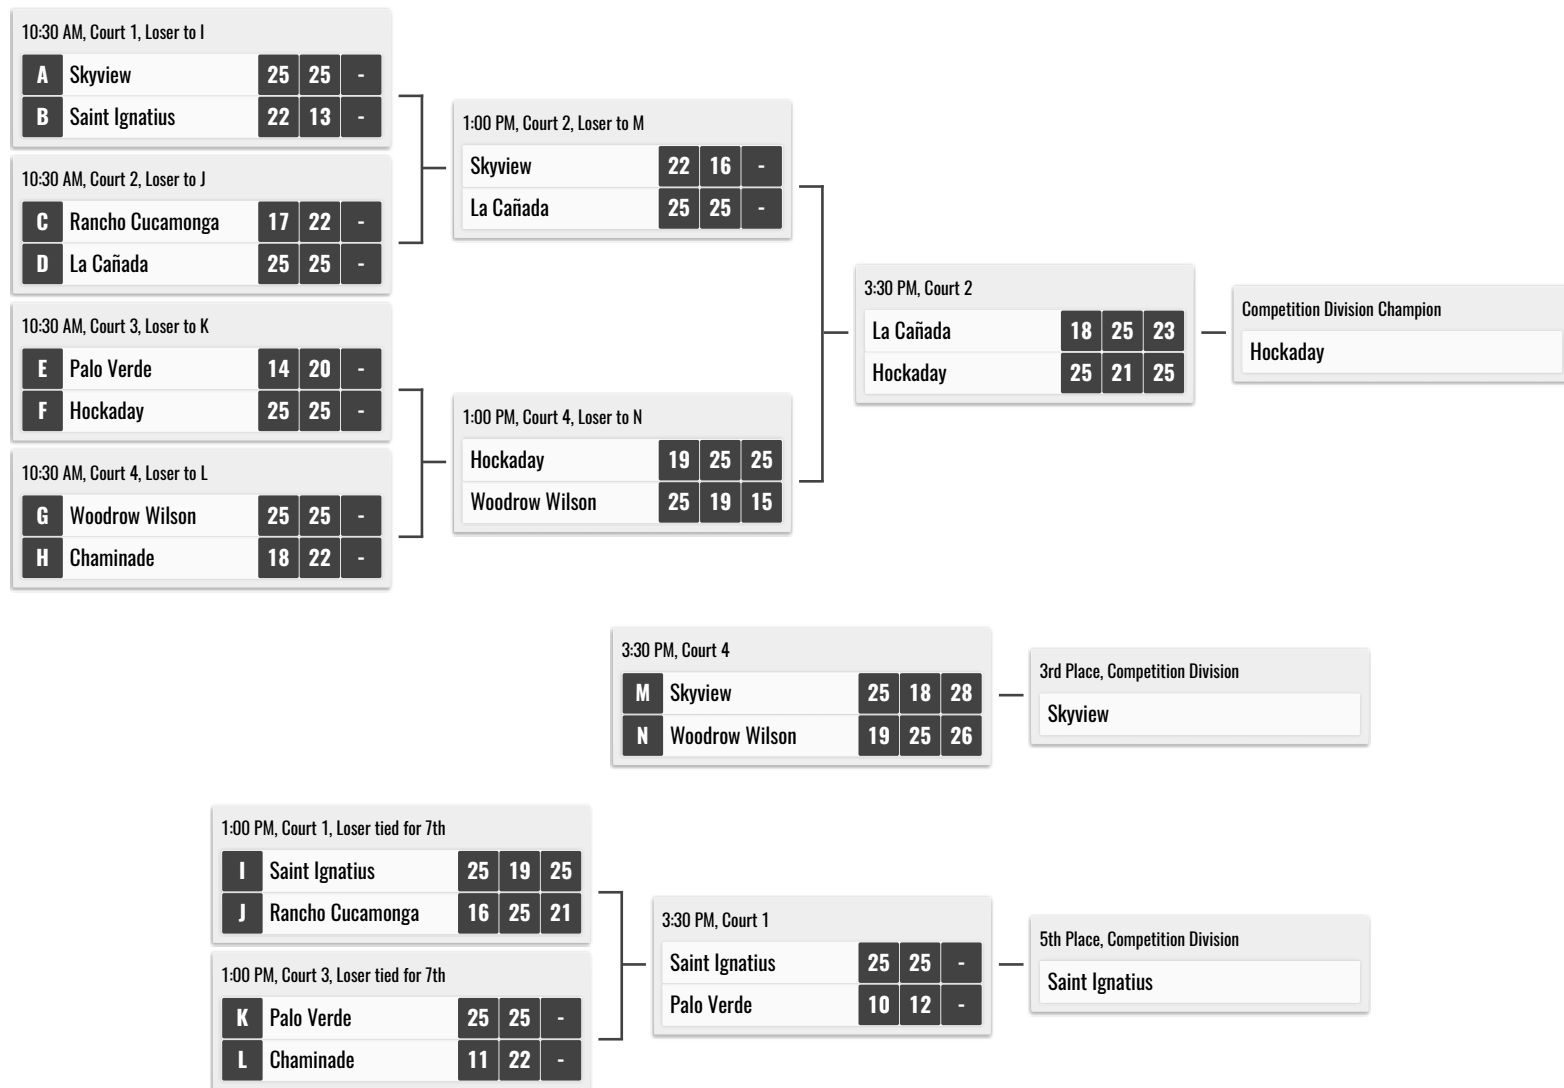 10:30 AM, Court 1, Loser to I
A Skyview 25 25 -
B Saint Ignatius 22 13 -
10:30 AM, Court 2, Loser to J
C Rancho Cucamonga 17 22 -
D La Cañada 25 25 -
10:30 AM, Court 3, Loser to K
E Palo Verde 14 20 -
F Hockaday 25 25 -
10:30 AM, Court 4, Loser to L
G Woodrow Wilson 25 25 -
H Chaminade 18 22 -
1:00 PM, Court 2, Loser to M
Skyview 22 16 -
La Cañada 25 25 -
1:00 PM, Court 4, Loser to N
Hockaday 19 25 25
Woodrow Wilson 25 19 15
3:30 PM, Court 2
La Cañada 18 25 23
Hockaday 25 21 25
Competition Division Champion
Hockaday
3:30 PM, Court 4
M Skyview 25 18 28
N Woodrow Wilson 19 25 26
3rd Place, Competition Division
Skyview
1:00 PM, Court 1, Loser tied for 7th
I Saint Ignatius 25 19 25
J Rancho Cucamonga 16 25 21
1:00 PM, Court 3, Loser tied for 7th
K Palo Verde 25 25 -
L Chaminade 11 22 -
3:30 PM, Court 1
Saint Ignatius 25 25 -
Palo Verde 10 12 -
5th Place, Competition Division
Saint Ignatius